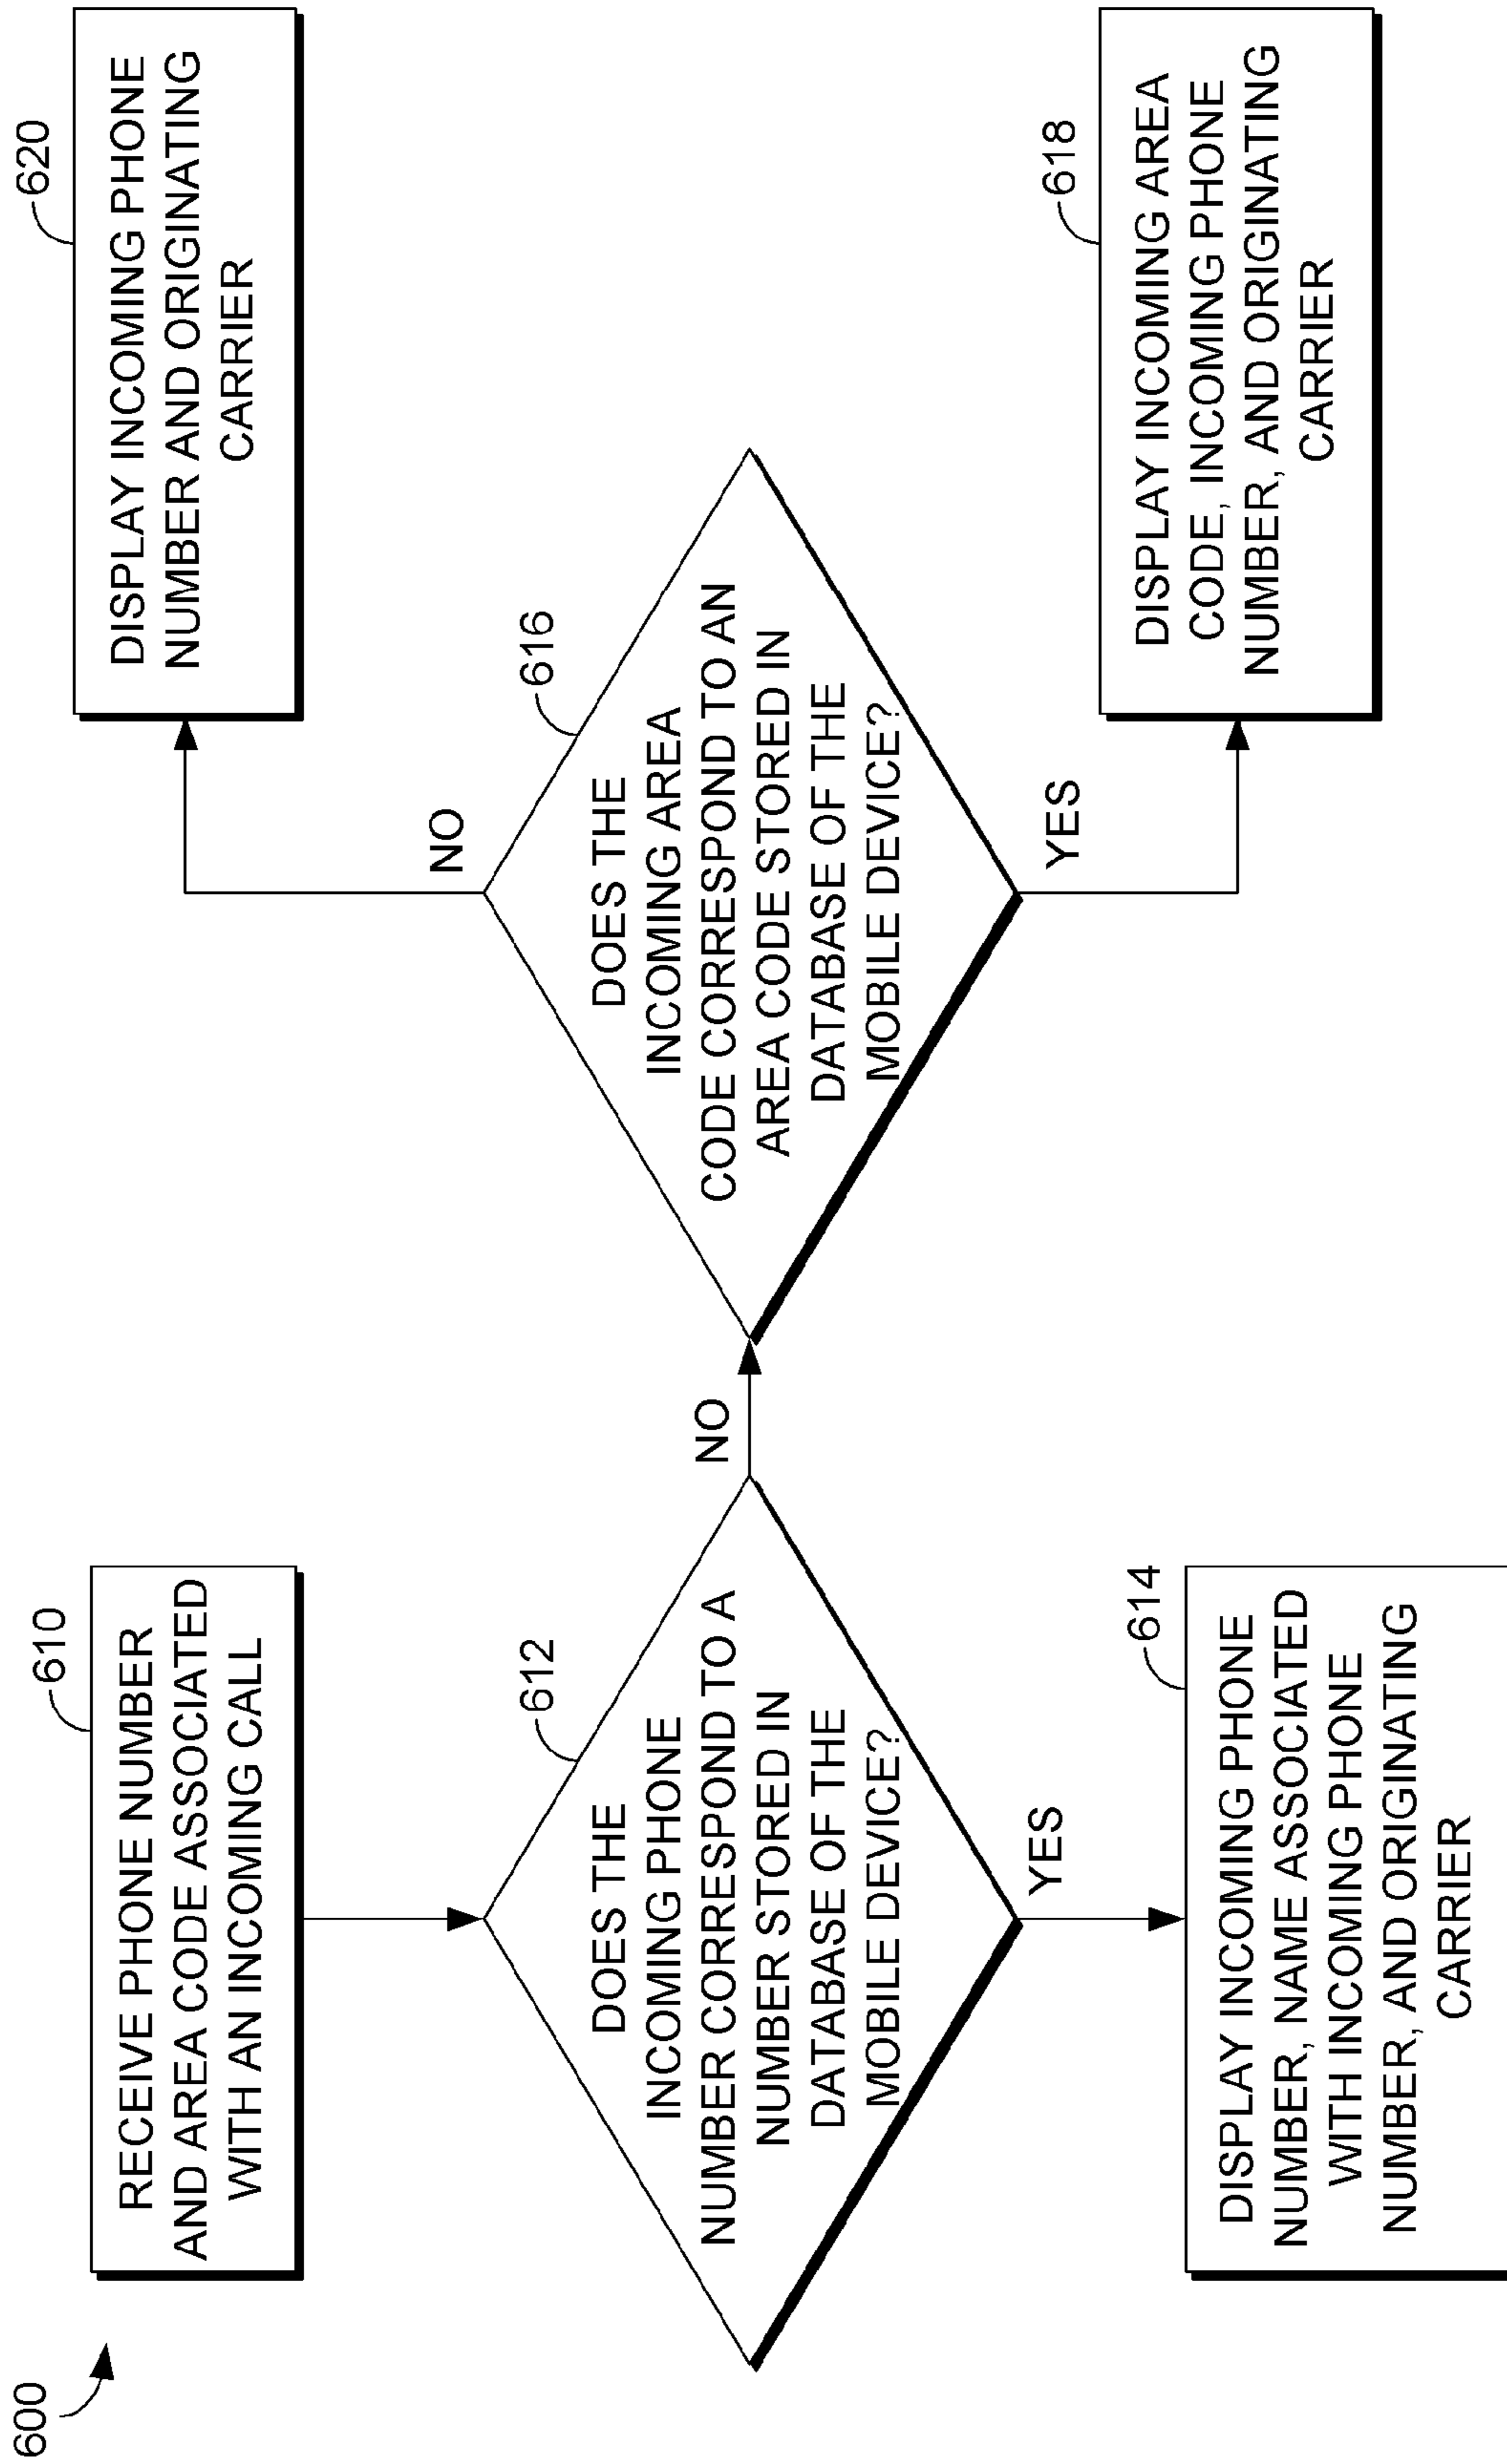 600
610
RECEIVE PHONE NUMBER
AND AREA CODE ASSOCIATED
WITH AN INCOMING CALL
612
DOES THE
INCOMING PHONE
NUMBER CORRESPOND TO A
NUMBER STORED IN
DATABASE OF THE
MOBILE DEVICE?
YES
614
DISPLAY INCOMING PHONE
NUMBER, NAME ASSOCIATED
WITH INCOMING PHONE
NUMBER, AND ORIGINATING
CARRIER
NO
616
DOES THE
INCOMING AREA
CODE CORRESPOND TO AN
AREA CODE STORED IN
DATABASE OF THE
MOBILE DEVICE?
NO
620
DISPLAY INCOMING PHONE
NUMBER AND ORIGINATING
CARRIER
YES
618
DISPLAY INCOMING AREA
CODE, INCOMING PHONE
NUMBER, AND ORIGINATING
CARRIER